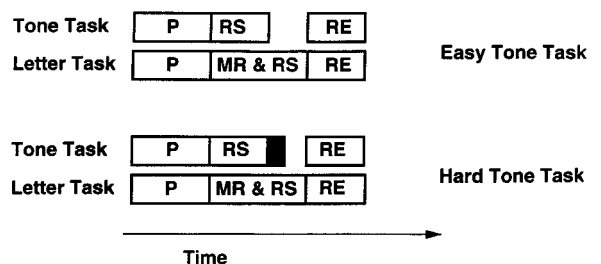 Tone Task P RS RE
Letter Task P MR & RS RE
Easy Tone Task
Tone Task P RS RE
Letter Task P MR & RS RE
Hard Tone Task
Time